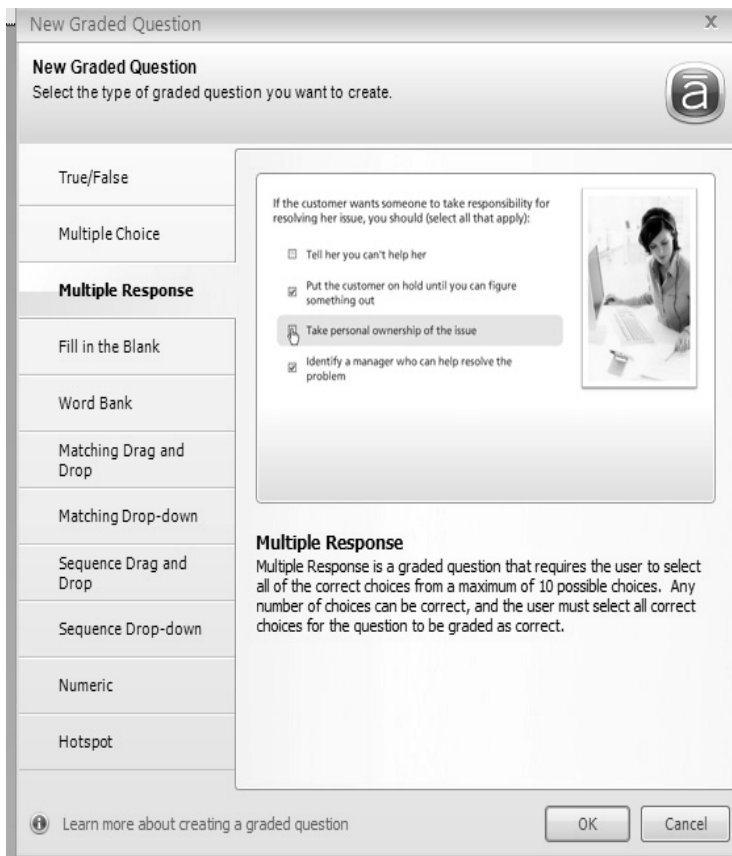 New Graded Question
X
New Graded Question
Select the type of graded question you want to create.
ā
True/False
Multiple Choice
Multiple Response
Fill in the Blank
Word Bank
Matching Drag and
Drop
Matching Drop-down
Sequence Drag and
Drop
Sequence Drop-down
Numeric
Hotspot
If the customer wants someone to take responsibility for
resolving her issue, you should (select all that apply):
Tell her you can't help her
Put the customer on hold until you can figure
something out
Take personal ownership of the issue
Identify a manager who can help resolve the
problem
Multiple Response
Multiple Response is a graded question that requires the user to select
all of the correct choices from a maximum of 10 possible choices. Any
number of choices can be correct, and the user must select all correct
choices for the question to be graded as correct.
Learn more about creating a graded question
OK
Cancel